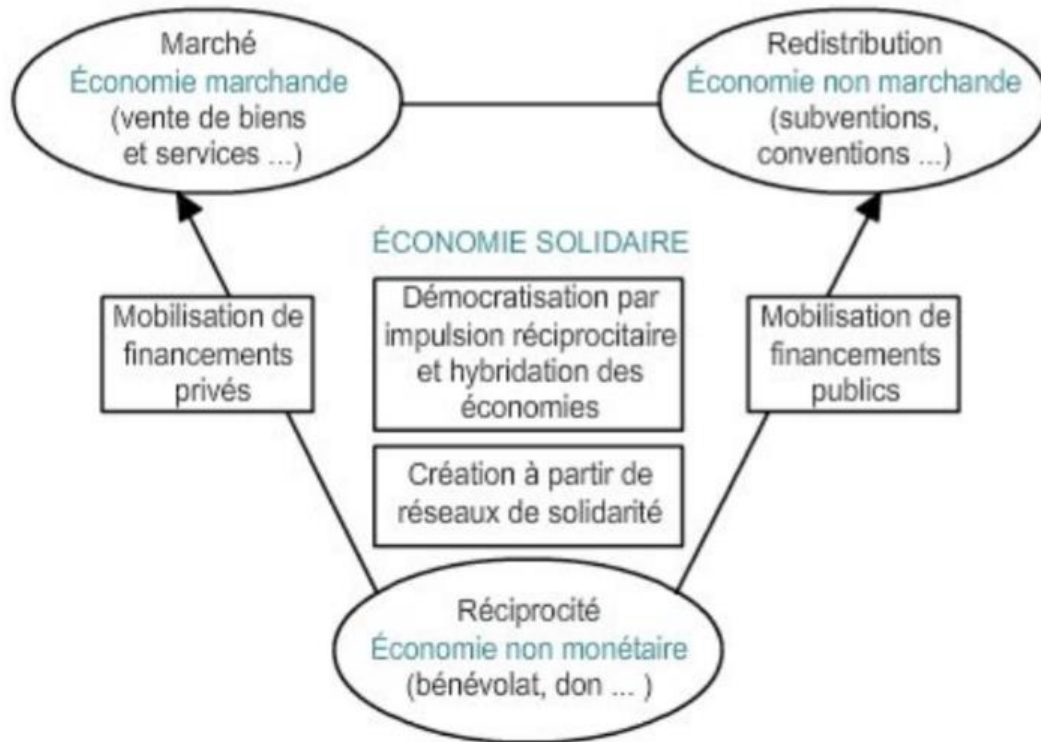 Marché
Économie marchande
(vente de biens
et services ...)
Redistribution
Économie non marchande
(subventions,
conventions ...)
ÉCONOMIE SOLIDAIRE
Mobilisation de
financements
privés
Démocratisation par
impulsion réciprocitaire
et hybridation des
économies
Mobilisation de
financements
publics
Création à partir de
réseaux de solidarité
Réciprocité
Économie non monétaire
(bénévolat, don ... )